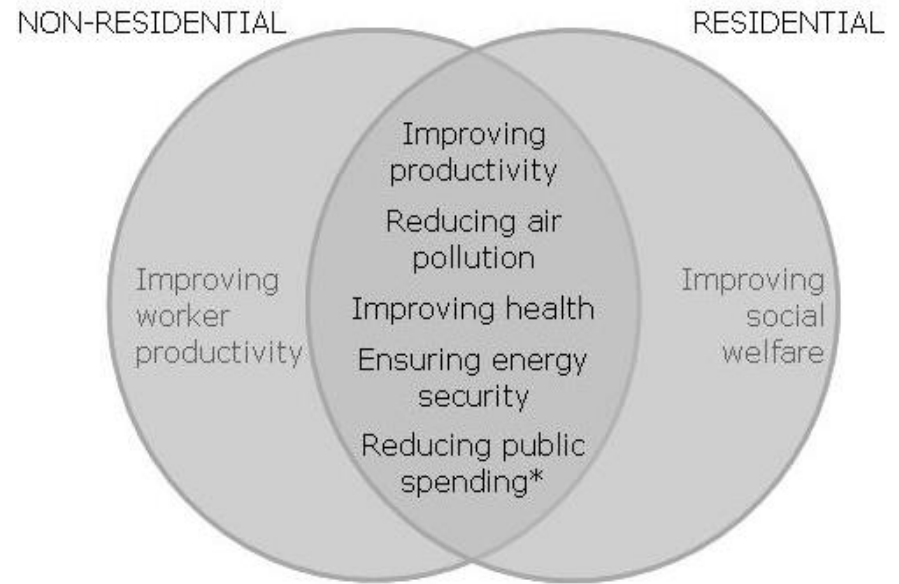 NON-RESIDENTIAL
RESIDENTIAL
Improving
productivity
Reducing air
pollution
Improving health
Ensuring energy
security
Reducing public
spending*
Improving
worker
productivity
Improving
social
welfare